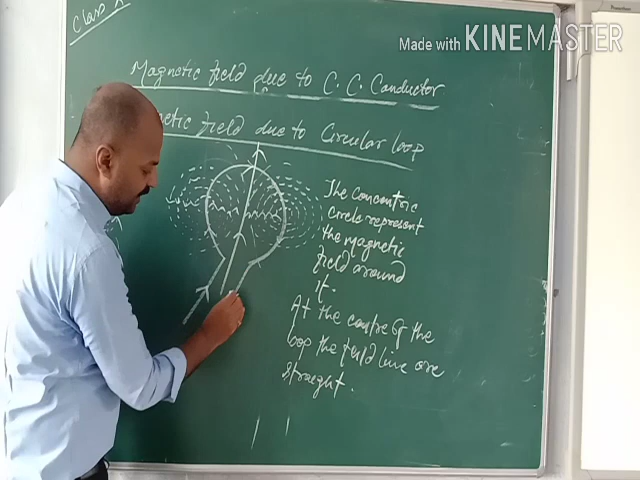 Class X
Made with KINEMASTER
Magnetic field due to C. C. Conductor
netic field due to Circular loop
The concentric
circle represent
the magnetic
field around
it.
At the centre of the
loop the field line are
straight.